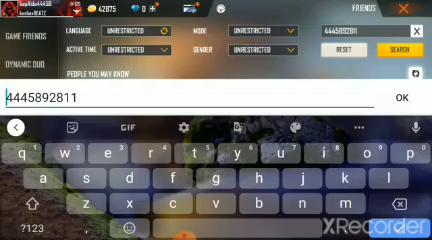 42875
0
FRIENDS
GAME FRIENDS
LANGUAGE
UNRESTRICTED
MODE
UNRESTRICTED
4445892811
X
ACTIVE TIME
UNRESTRICTED
GENDER
UNRESTRICTED
RESET
SEARCH
DYNAMIC DUO
PEOPLE YOU MAY KNOW
4445892811
OK
GIF
q 1 w 2 e 3 r 4 t 5 y 6 u 7 i 8 o 9 p 0
a s d f g h j k l
z x c v b n m
?123 , .
XRecorder